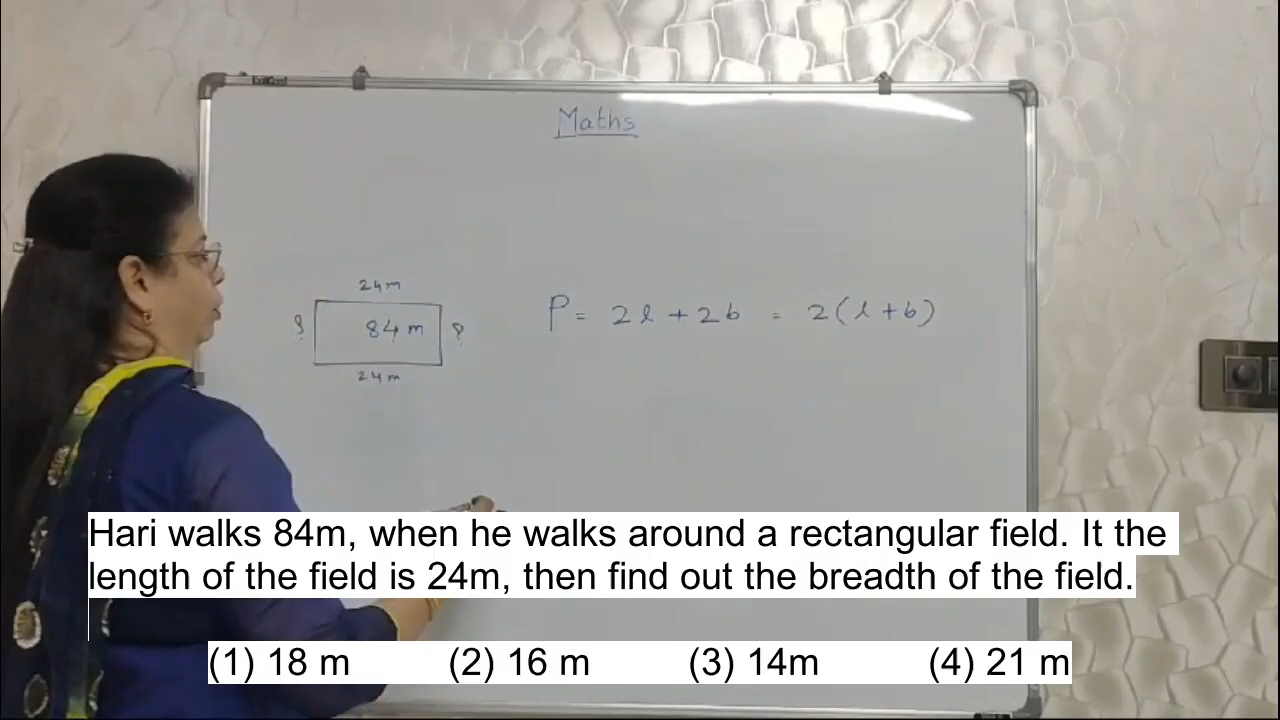 Maths
24m
? 84 m ?
24m
P = 2l + 2b = 2(l+b)
Hari walks 84m, when he walks around a rectangular field. It the
length of the field is 24m, then find out the breadth of the field.
(1) 18 m (2) 16 m (3) 14m (4) 21 m